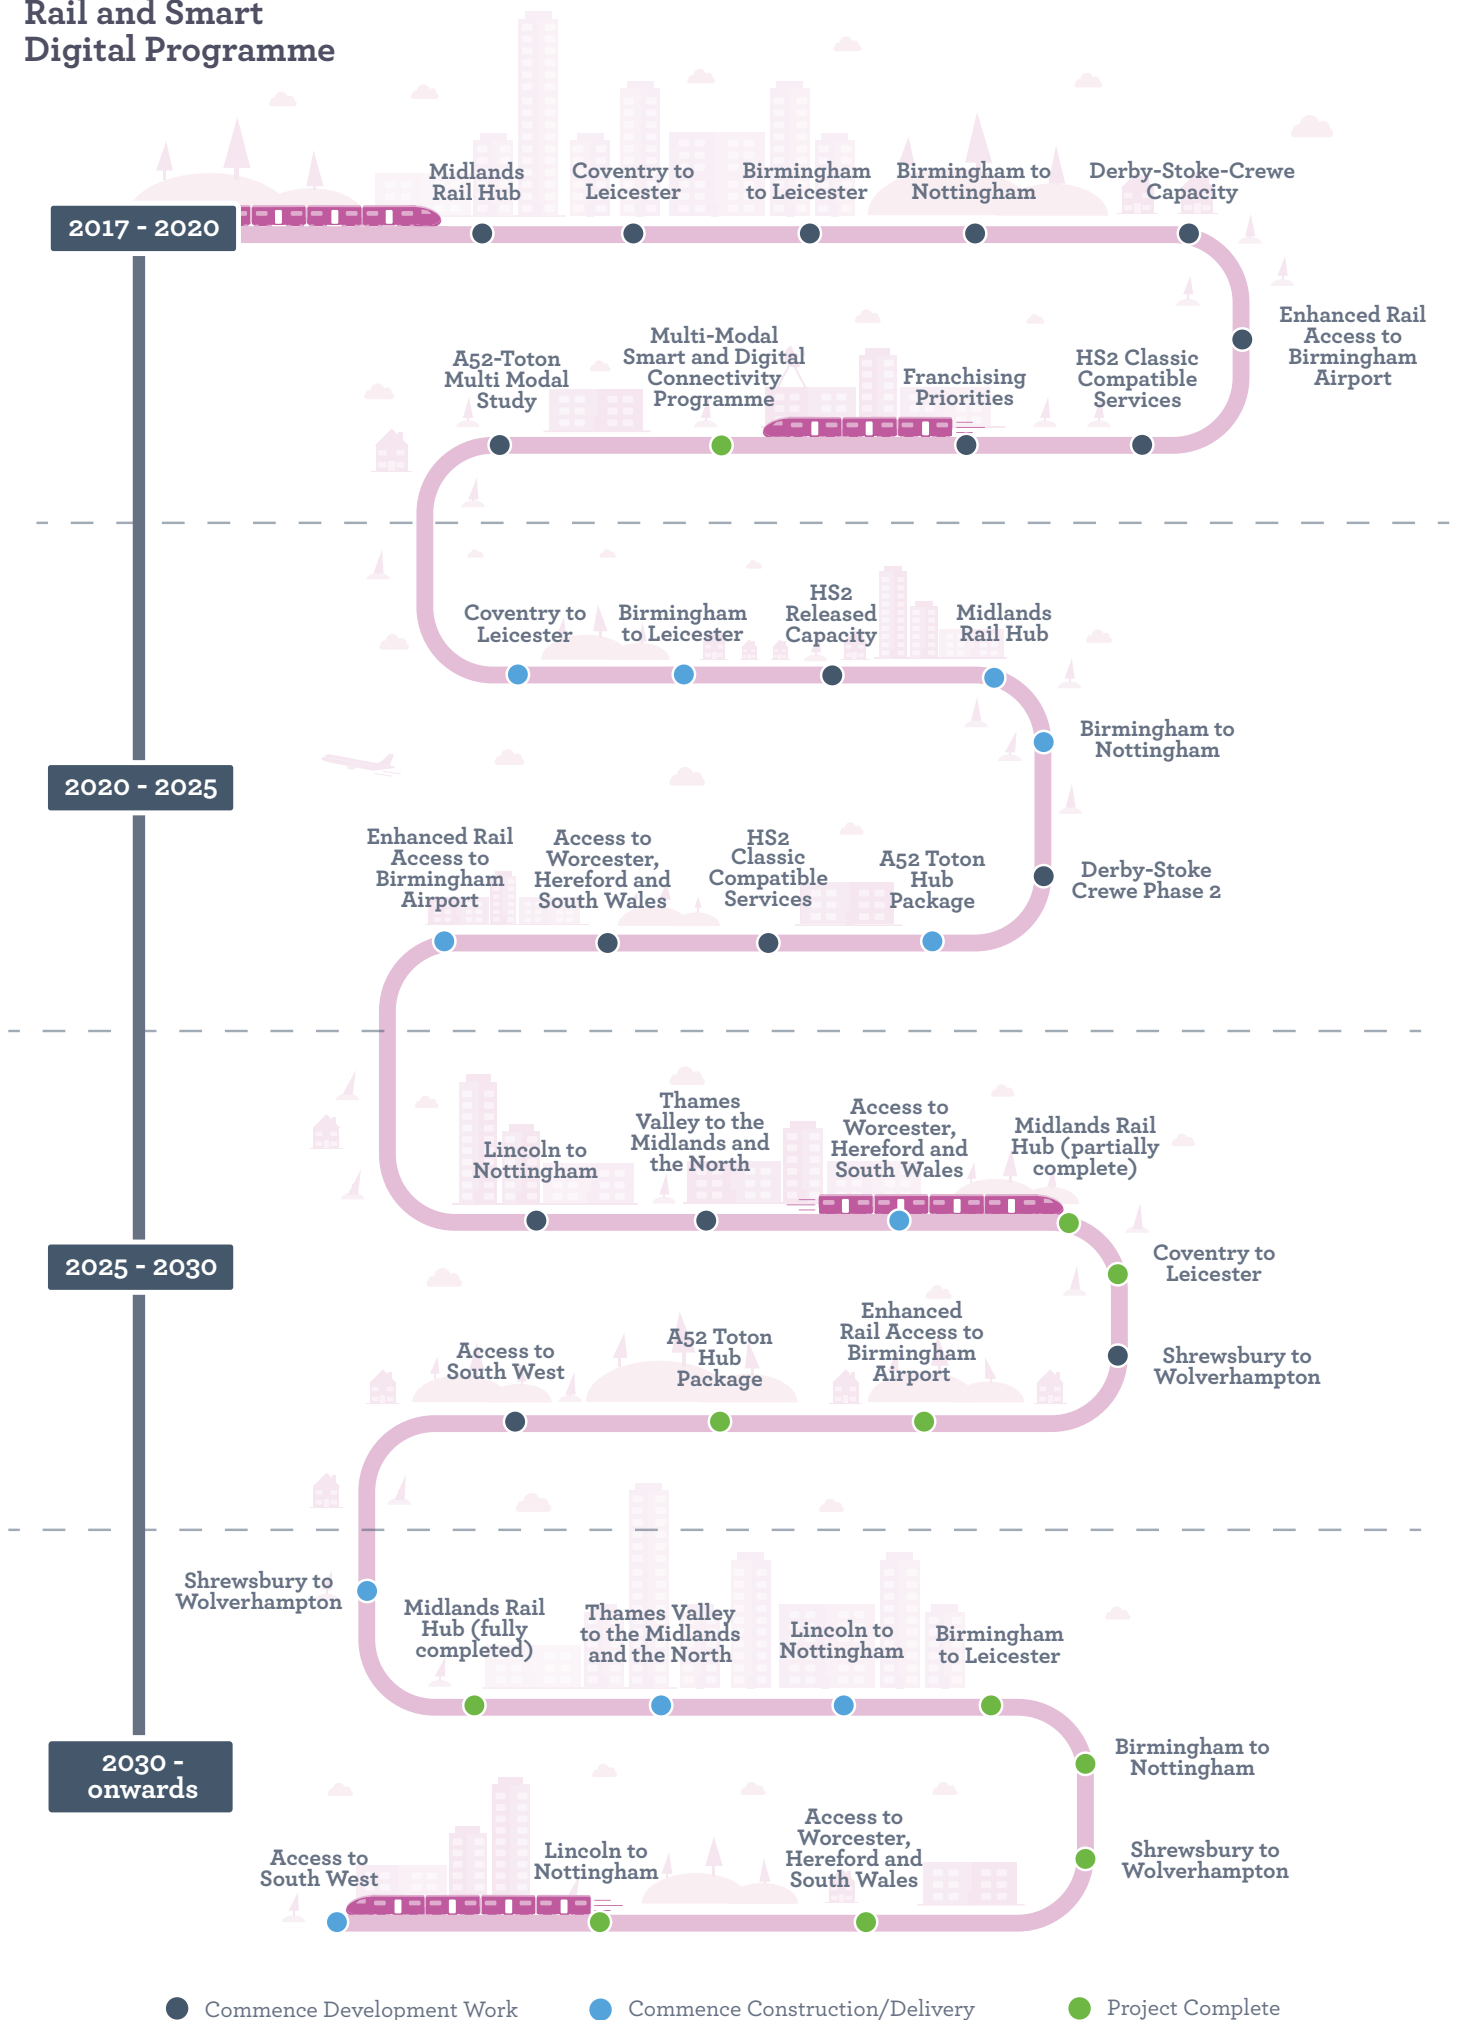 Rail and Smart
Digital Programme
2017 - 2020
Midlands
Rail Hub
Coventry to
Leicester
Birmingham
to Leicester
Birmingham to
Nottingham
Derby-Stoke-Crewe
Capacity
Enhanced Rail
Access to
Birmingham
Airport
HS2 Classic
Compatible
Services
Franchising
Priorities
Multi-Modal
Smart and Digital
Connectivity
Programme
A52-Toton
Multi Modal
Study
2020 - 2025
Coventry to
Leicester
Birmingham
to Leicester
HS2
Released
Capacity
Midlands
Rail Hub
Birmingham to
Nottingham
Derby-Stoke
Crewe Phase 2
A52 Toton
Hub
Package
HS2
Classic
Compatible
Services
Access to
Worcester,
Hereford and
South Wales
Enhanced Rail
Access to
Birmingham
Airport
2025 - 2030
Lincoln to
Nottingham
Thames
Valley to the
Midlands and
the North
Access to
Worcester,
Hereford and
South Wales
Midlands Rail
Hub (partially
complete)
Coventry to
Leicester
Shrewsbury to
Wolverhampton
Enhanced
Rail Access to
Birmingham
Airport
A52 Toton
Hub
Package
Access to
South West
2030 -
onwards
Shrewsbury to
Wolverhampton
Midlands Rail
Hub (fully
completed)
Thames Valley
to the Midlands
and the North
Lincoln to
Nottingham
Birmingham
to Leicester
Birmingham to
Nottingham
Shrewsbury to
Wolverhampton
Access to
Worcester,
Hereford and
South Wales
Lincoln to
Nottingham
Access to
South West
Commence Development Work
Commence Construction/Delivery
Project Complete